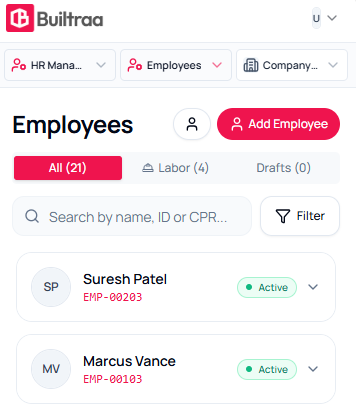 Builtraa
U
HR Mana...
Employees
Company...
Employees
Add Employee
All (21)
Labor (4)
Drafts (0)
Search by name, ID or CPR...
Filter
SP
Suresh Patel
EMP-00203
Active
MV
Marcus Vance
EMP-00103
Active